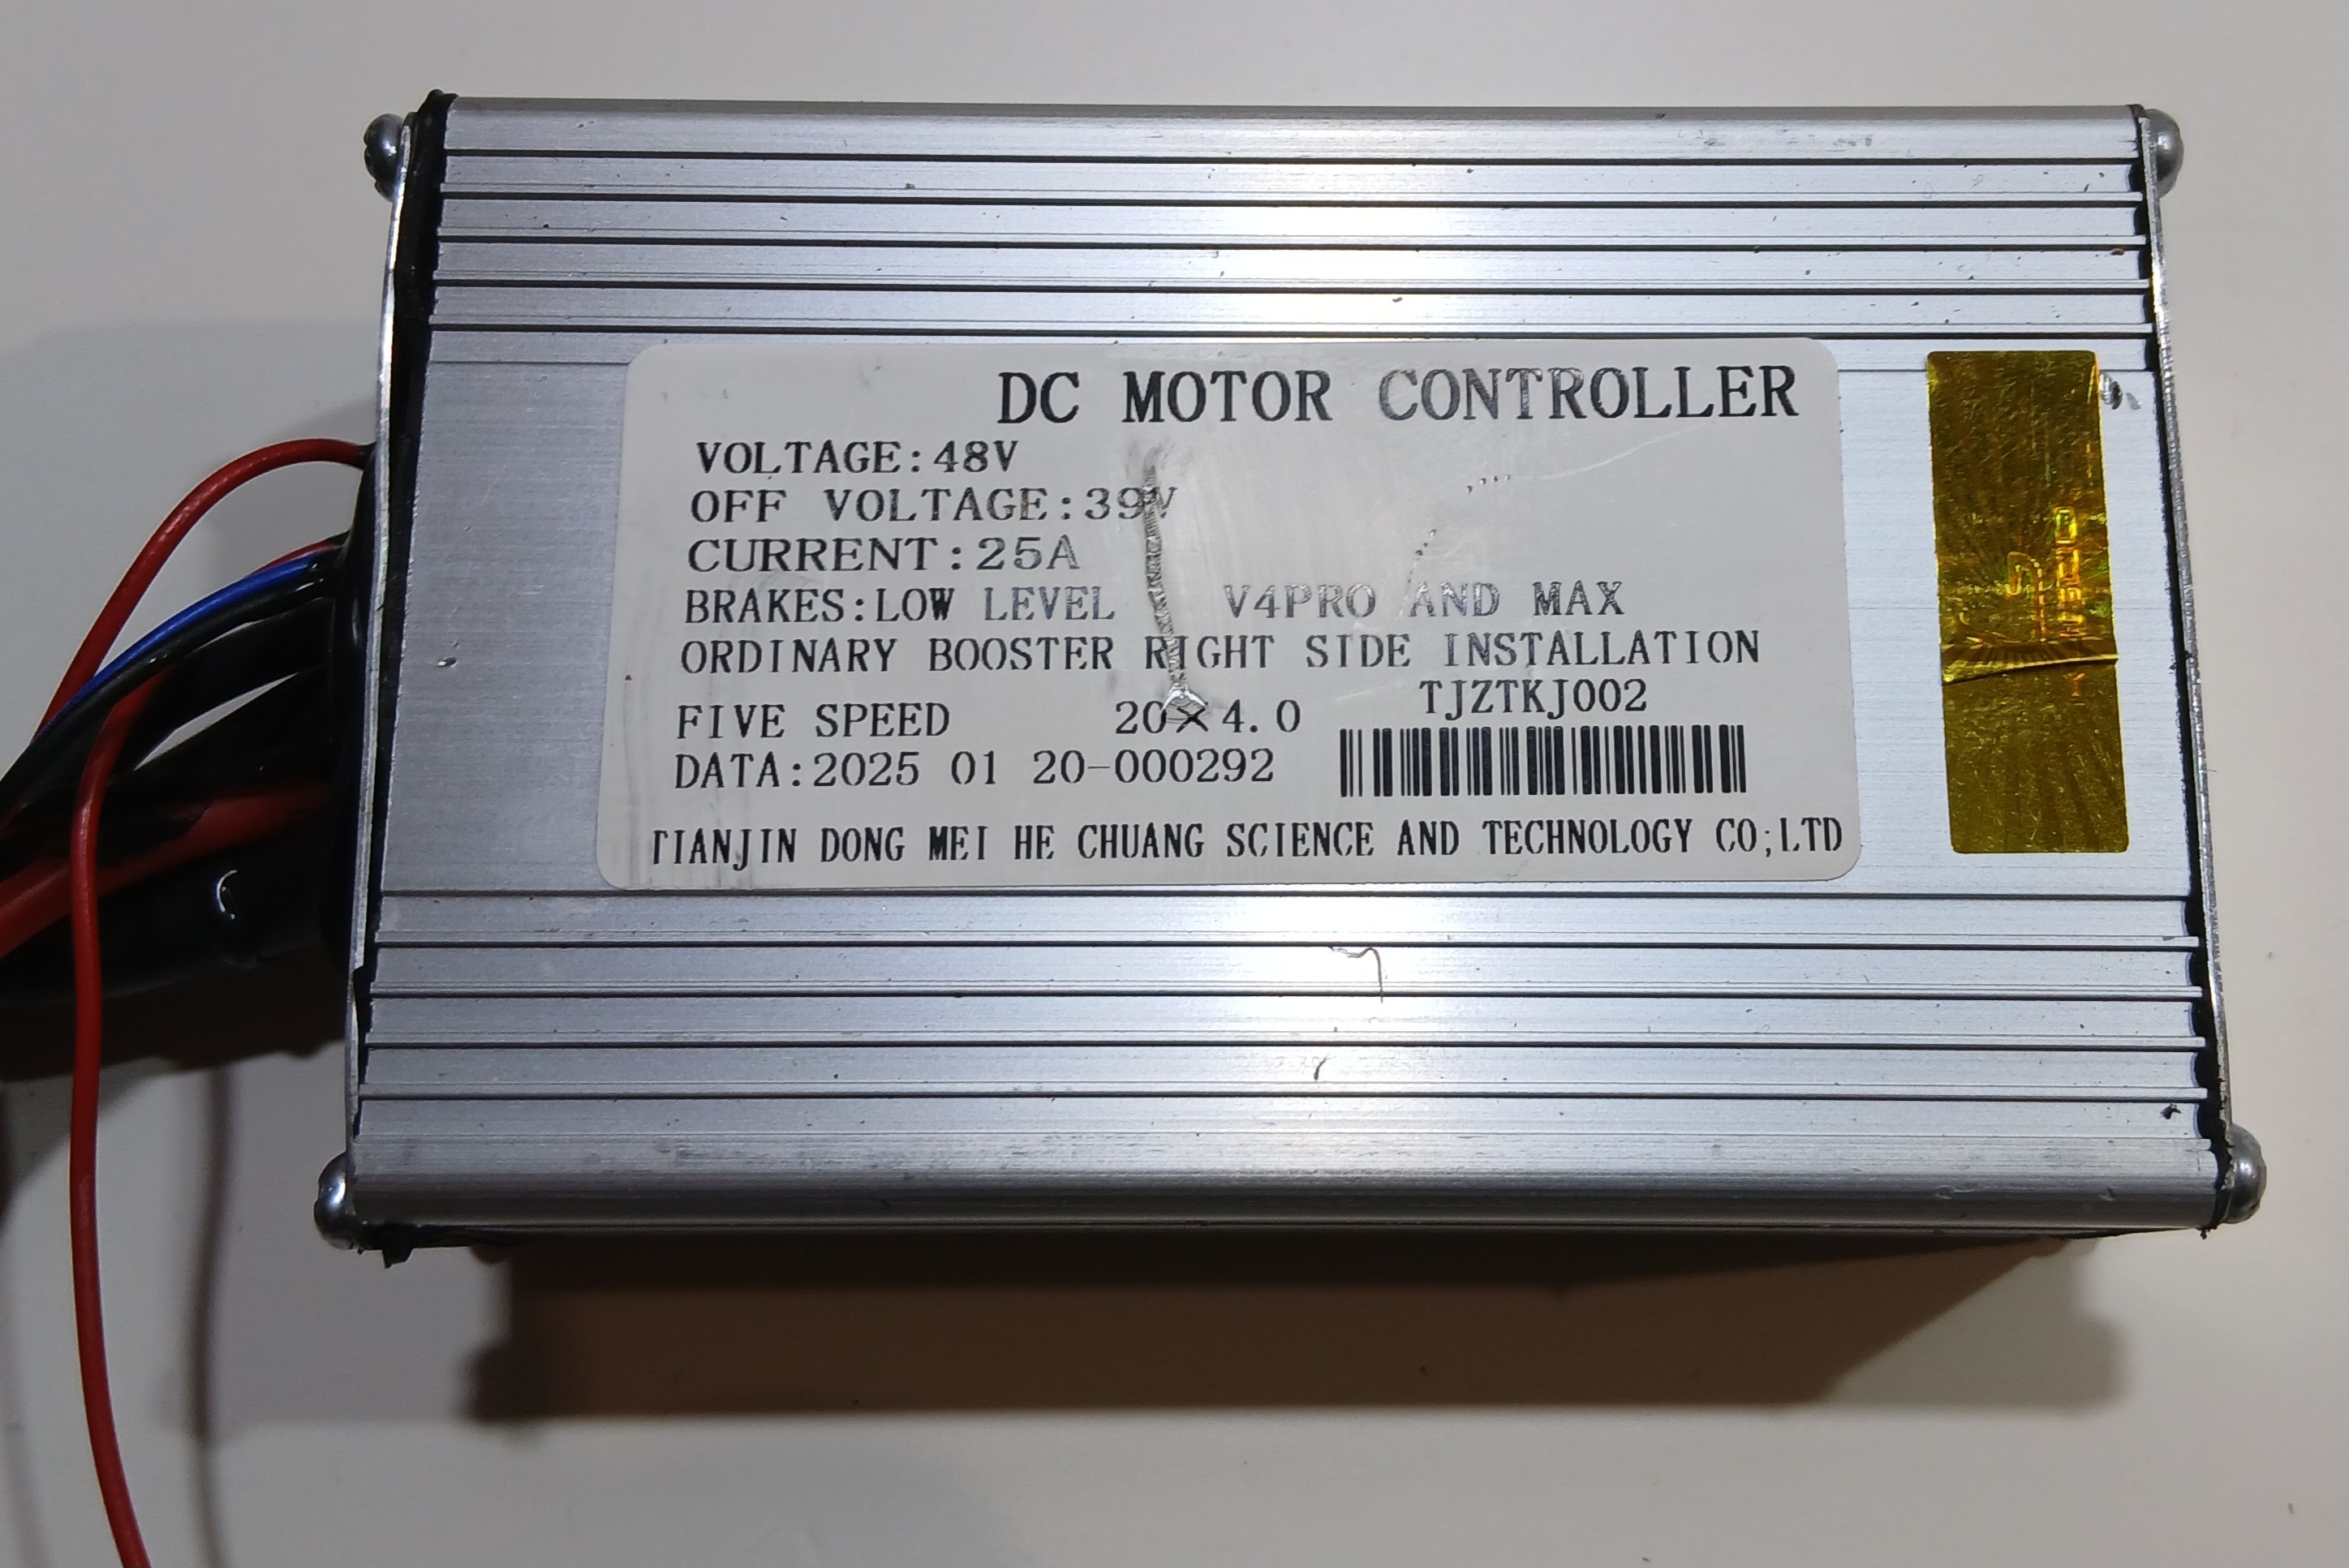 DC MOTOR CONTROLLER
VOLTAGE:48V
OFF VOLTAGE:39V
CURRENT:25A
BRAKES:LOW LEVEL V4PRO AND MAX
ORDINARY BOOSTER RIGHT SIDE INSTALLATION
FIVE SPEED 20×4.0 TJZTKJ002
DATA:2025 01 20-000292
TIANJIN DONG MEI HE CHUANG SCIENCE AND TECHNOLOGY CO;LTD